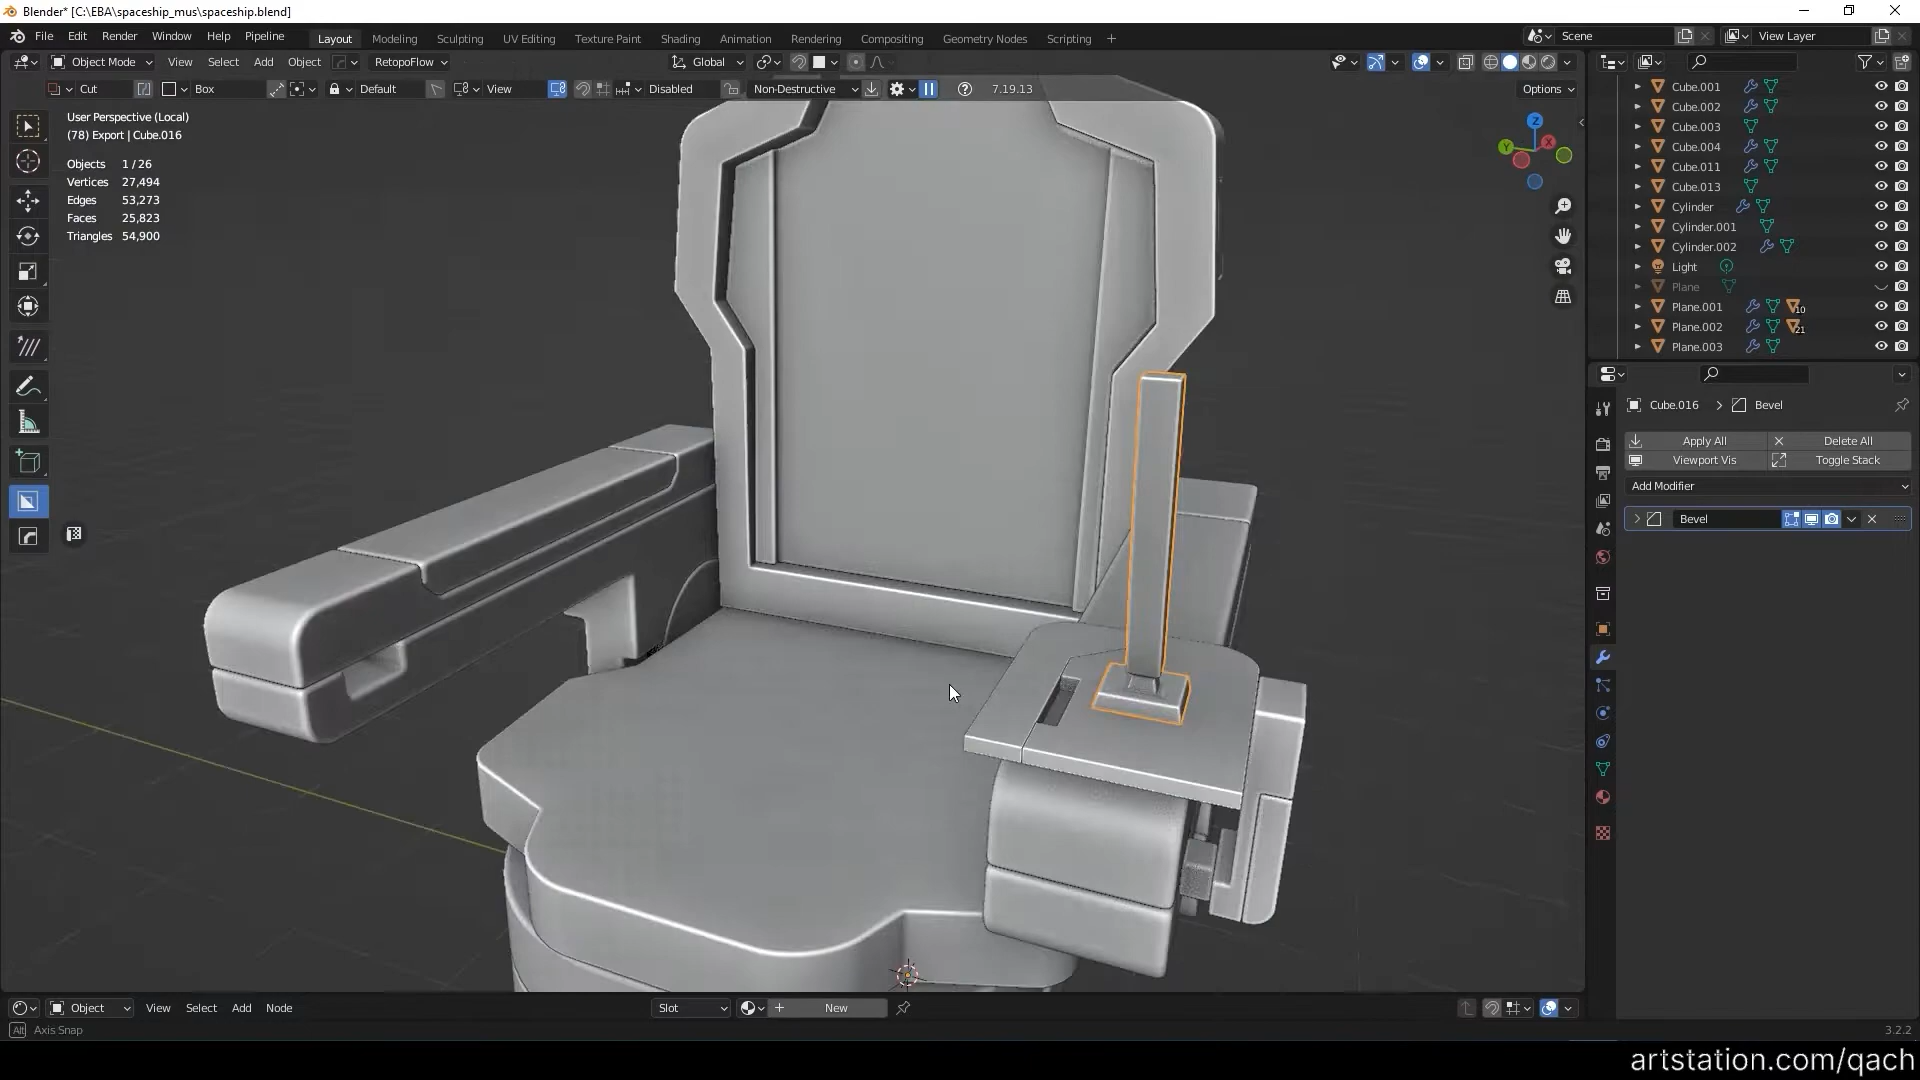 Blender* [C:\EBA\spaceship_mus\spaceship.blend]
File Edit Render Window Help Pipeline Layout Modeling Sculpting UV Editing Texture Paint Shading Animation Rendering Compositing Geometry Nodes Scripting + Scene View Layer
Object Mode View Select Add Object RetopoFlow Global
Cut Box Default View Disabled Non-Destructive 7.19.13 Options
User Perspective (Local)
(78) Export | Cube.016
Objects 1 / 26
Vertices 27,494
Edges 53,273
Faces 25,823
Triangles 54,900
Z
Y
X
Cube.001
Cube.002
Cube.003
Cube.004
Cube.011
Cube.013
Cylinder
Cylinder.001
Cylinder.002
Light
Plane
Plane.001 10
Plane.002 21
Plane.003
Cube.016 > Bevel
Apply All Delete All
Viewport Vis Toggle Stack
Add Modifier
Bevel
Object View Select Add Node Slot New
Alt Axis Snap 3.2.2
artstation.com/qach